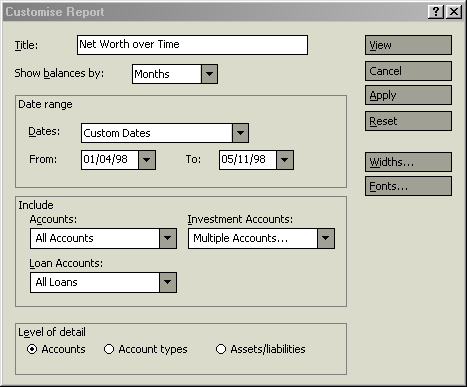 Customise Report
Title: Net Worth over Time
Show balances by: Months
Date range
Dates: Custom Dates
From: 01/04/98 To: 05/11/98
Include
Accounts: Investment Accounts:
All Accounts Multiple Accounts...
Loan Accounts:
All Loans
Level of detail
Accounts Account types Assets/liabilities
View
Cancel
Apply
Reset
Widths...
Fonts...